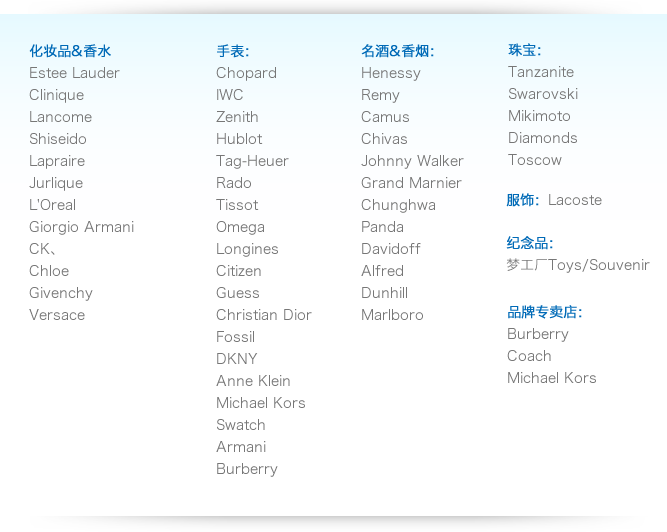 化妆品&香水
Estee Lauder
Clinique
Lancome
Shiseido
Lapraire
Jurlique
L'Oreal
Giorgio Armani
CK、
Chloe
Givenchy
Versace
手表：
Chopard
IWC
Zenith
Hublot
Tag-Heuer
Rado
Tissot
Omega
Longines
Citizen
Guess
Christian Dior
Fossil
DKNY
Anne Klein
Michael Kors
Swatch
Armani
Burberry
名酒&香烟：
Henessy
Remy
Camus
Chivas
Johnny Walker
Grand Marnier
Chunghwa
Panda
Davidoff
Alfred
Dunhill
Marlboro
珠宝：
Tanzanite
Swarovski
Mikimoto
Diamonds
Toscow
服饰：Lacoste
纪念品：
梦工厂Toys/Souvenir
品牌专卖店：
Burberry
Coach
Michael Kors